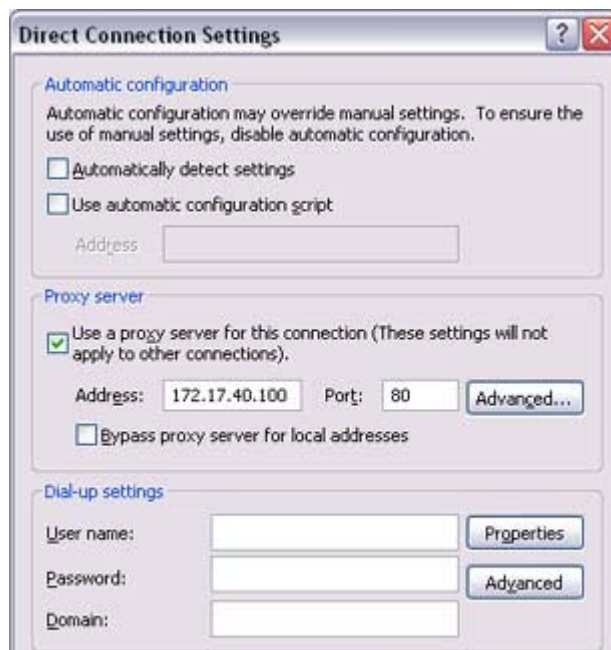 Direct Connection Settings
Automatic configuration
Automatic configuration may override manual settings. To ensure the
use of manual settings, disable automatic configuration.
Automatically detect settings
Use automatic configuration script
Address
Proxy server
Use a proxy server for this connection (These settings will not
apply to other connections).
Address: 172.17.40.100 Port: 80 Advanced...
Bypass proxy server for local addresses
Dial-up settings
User name: Properties
Password: Advanced
Domain: